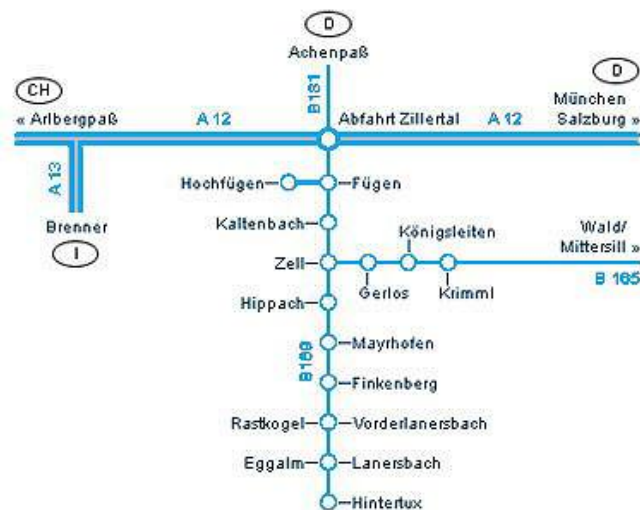 D
Achenpaß
CH
D
« Arlbergpaß
A 12
B181
Abfahrt Zillertal
A 12
München
Salzburg »
A 13
Brenner
I
Hochfügen
Fügen
Kaltenbach
Königsleiten
Wald/
Mittersill »
Zell
Gerlos
Krimml
B 165
Hippach
B169
Mayrhofen
Finkenberg
Rastkogel
Vorderlanersbach
Eggalm
Lanersbach
Hintertux